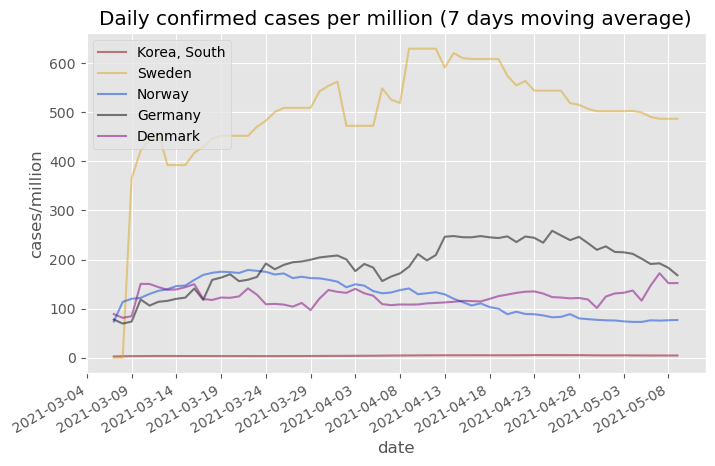 Daily confirmed cases per million (7 days moving average)
Korea, South
Sweden
Norway
Germany
Denmark
cases/million
600
500
400
300
200
100
0
2021-03-04
2021-03-09
2021-03-14
2021-03-19
2021-03-24
2021-03-29
2021-04-03
2021-04-08
2021-04-13
2021-04-18
2021-04-23
2021-04-28
2021-05-03
2021-05-08
date